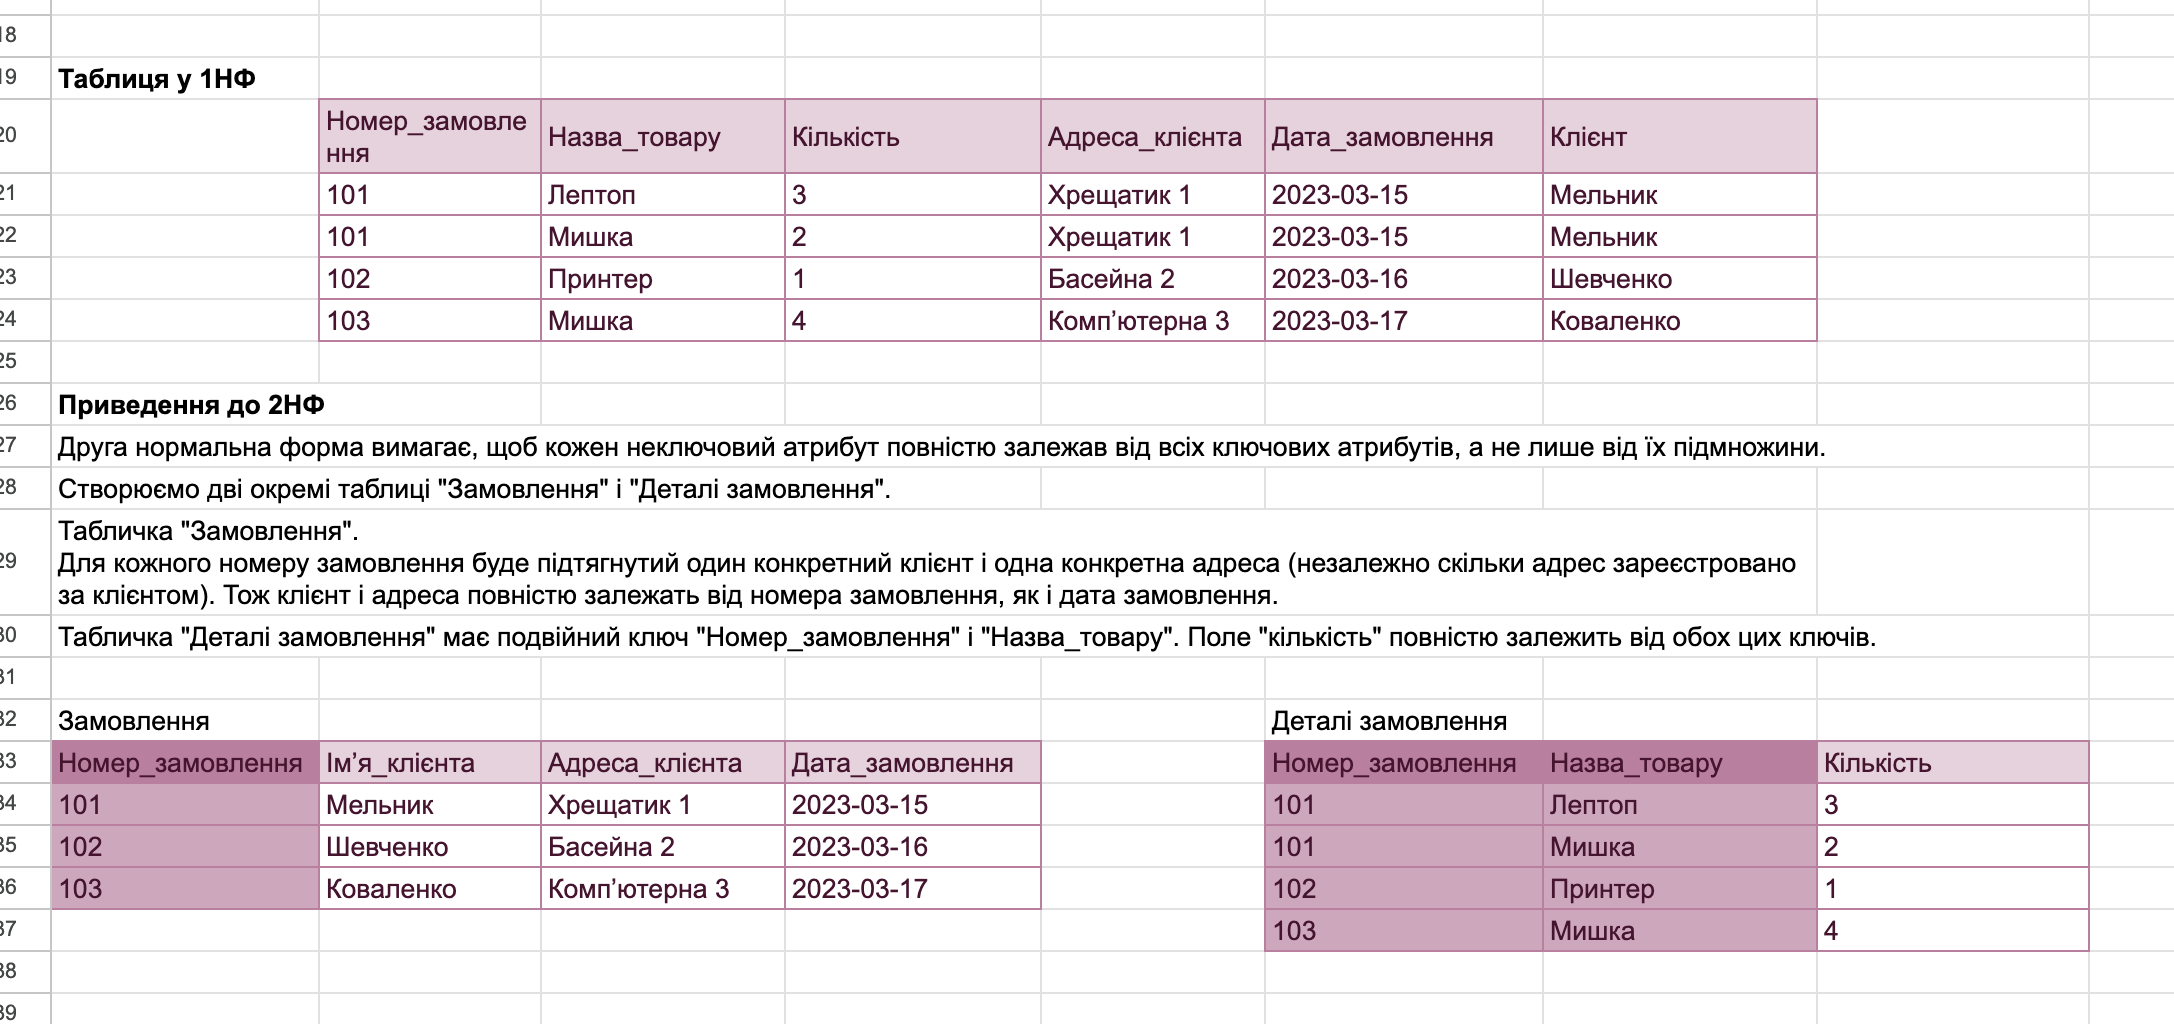 18
19 Таблиця у 1НФ
20 Номер_замовлення Назва_товару Кількість Адреса_клієнта Дата_замовлення Клієнт
21 101 Лептоп 3 Хрещатик 1 2023-03-15 Мельник
22 101 Мишка 2 Хрещатик 1 2023-03-15 Мельник
23 102 Принтер 1 Басейна 2 2023-03-16 Шевченко
24 103 Мишка 4 Комп’ютерна 3 2023-03-17 Коваленко
25
26 Приведення до 2НФ
27 Друга нормальна форма вимагає, щоб кожен неключовий атрибут повністю залежав від всіх ключових атрибутів, а не лише від їх підмножини.
28 Створюємо дві окремі таблиці "Замовлення" і "Деталі замовлення".
Табличка "Замовлення".
29 Для кожного номеру замовлення буде підтягнутий один конкретний клієнт і одна конкретна адреса (незалежно скільки адрес зареєстровано
за клієнтом). Тож клієнт і адреса повністю залежать від номера замовлення, як і дата замовлення.
30 Табличка "Деталі замовлення" має подвійний ключ "Номер_замовлення" і "Назва_товару". Поле "кількість" повністю залежить від обох цих ключів.
31
32 Замовлення Деталі замовлення
33 Номер_замовлення Ім’я_клієнта Адреса_клієнта Дата_замовлення Номер_замовлення Назва_товару Кількість
34 101 Мельник Хрещатик 1 2023-03-15 101 Лептоп 3
35 102 Шевченко Басейна 2 2023-03-16 101 Мишка 2
36 103 Коваленко Комп’ютерна 3 2023-03-17 102 Принтер 1
37 103 Мишка 4
38
39